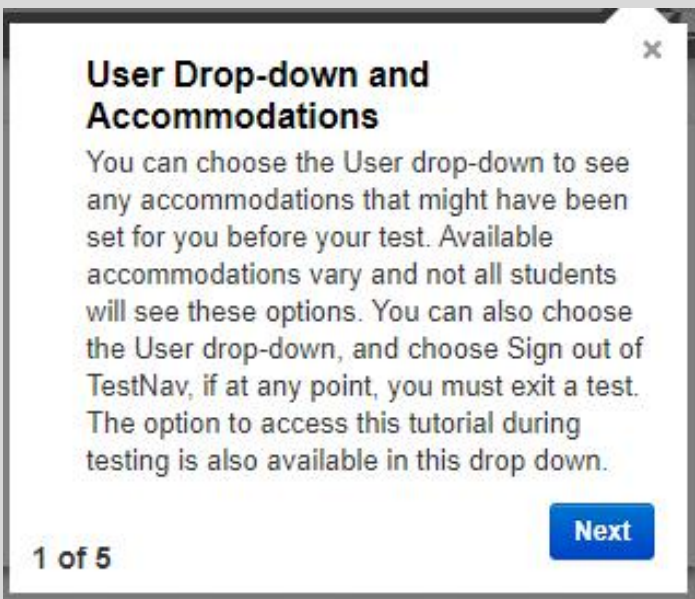 ×
User Drop-down and
Accommodations
You can choose the User drop-down to see
any accommodations that might have been
set for you before your test. Available
accommodations vary and not all students
will see these options. You can also choose
the User drop-down, and choose Sign out of
TestNav, if at any point, you must exit a test.
The option to access this tutorial during
testing is also available in this drop down.
Next
1 of 5